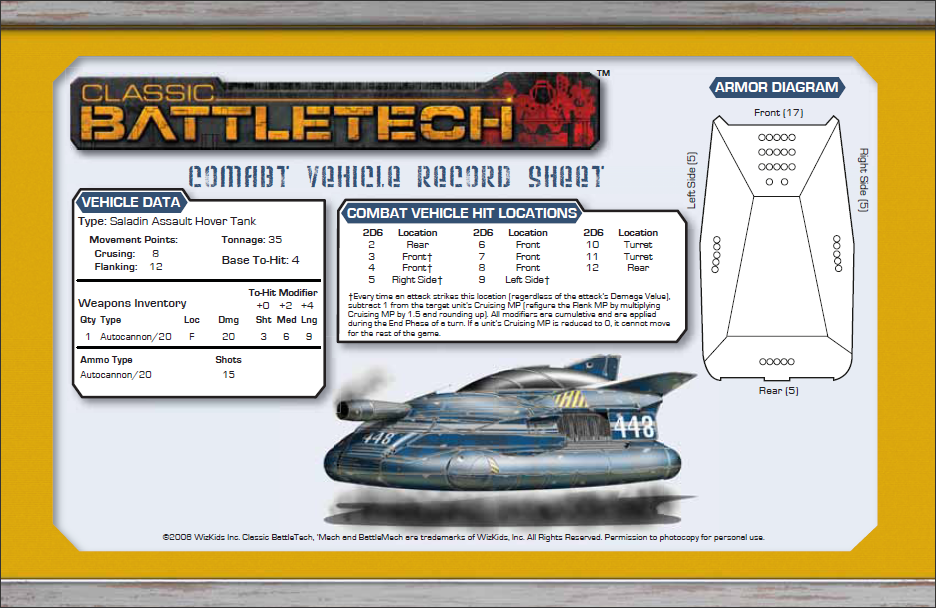 CLASSIC
BATTLETECH™
COMABT VEHICLE RECORD SHEET
VEHICLE DATA
Type: Saladin Assault Hover Tank
Movement Points: Tonnage: 35
Crusing: 8
Flanking: 12 Base To-Hit: 4
To-Hit Modifier
Weapons Inventory +0 +2 +4
Qty Type Loc Dmg Sht Med Lng
1 Autocannon/20 F 20 3 6 9
Ammo Type Shots
Autocannon/20 15
COMBAT VEHICLE HIT LOCATIONS
2D6 Location 2D6 Location 2D6 Location
2 Rear 6 Front 10 Turret
3 Front† 7 Front 11 Turret
4 Front† 8 Front 12 Rear
5 Right Side† 9 Left Side†
†Every time an attack strikes this location (regardless of the attack's Damage Value),
subtract 1 from the target unit's Cruising MP (refigure the Flank MP by multiplying
Cruising MP by 1.5 and rounding up). All modifiers are cumulative and are applied
during the End Phase of a turn. If a unit's Cruising MP is reduced to 0, it cannot move
for the rest of the game.
ARMOR DIAGRAM
Front (17)
Left Side (5)
Right Side (5)
Rear (5)
448
448
©2008 WizKids Inc. Classic BattleTech, 'Mech and BattleMech are trademarks of WizKids, Inc. All Rights Reserved. Permission to photocopy for personal use.